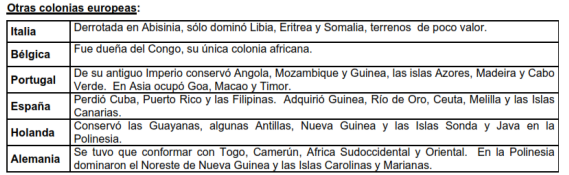 Otras colonias europeas:
Italia Derrotada en Abisinia, sólo dominó Libia, Eritrea y Somalia, terrenos de poco valor.
Bélgica Fue dueña del Congo, su única colonia africana.
Portugal De su antiguo Imperio conservó Angola, Mozambique y Guinea, las islas Azores, Madeira y Cabo
Verde. En Asia ocupó Goa, Macao y Timor.
España Perdió Cuba, Puerto Rico y las Filipinas. Adquirió Guinea, Río de Oro, Ceuta, Melilla y las Islas
Canarias.
Holanda Conservó las Guayanas, algunas Antillas, Nueva Guinea y las Islas Sonda y Java en la
Polinesia.
Alemania Se tuvo que conformar con Togo, Camerún, Africa Sudoccidental y Oriental. En la Polinesia
dominaron el Noreste de Nueva Guinea y las Islas Carolinas y Marianas.